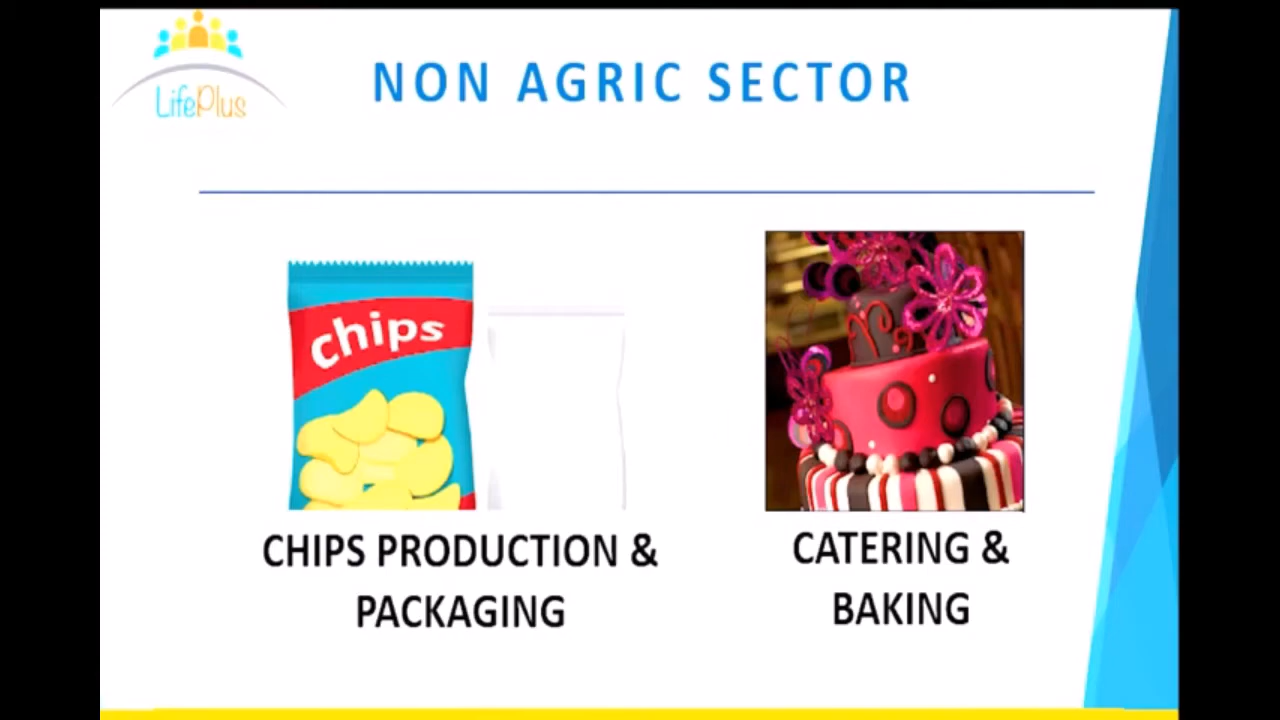 LifePlus
NON AGRIC SECTOR
chips
CHIPS PRODUCTION &
PACKAGING
CATERING &
BAKING